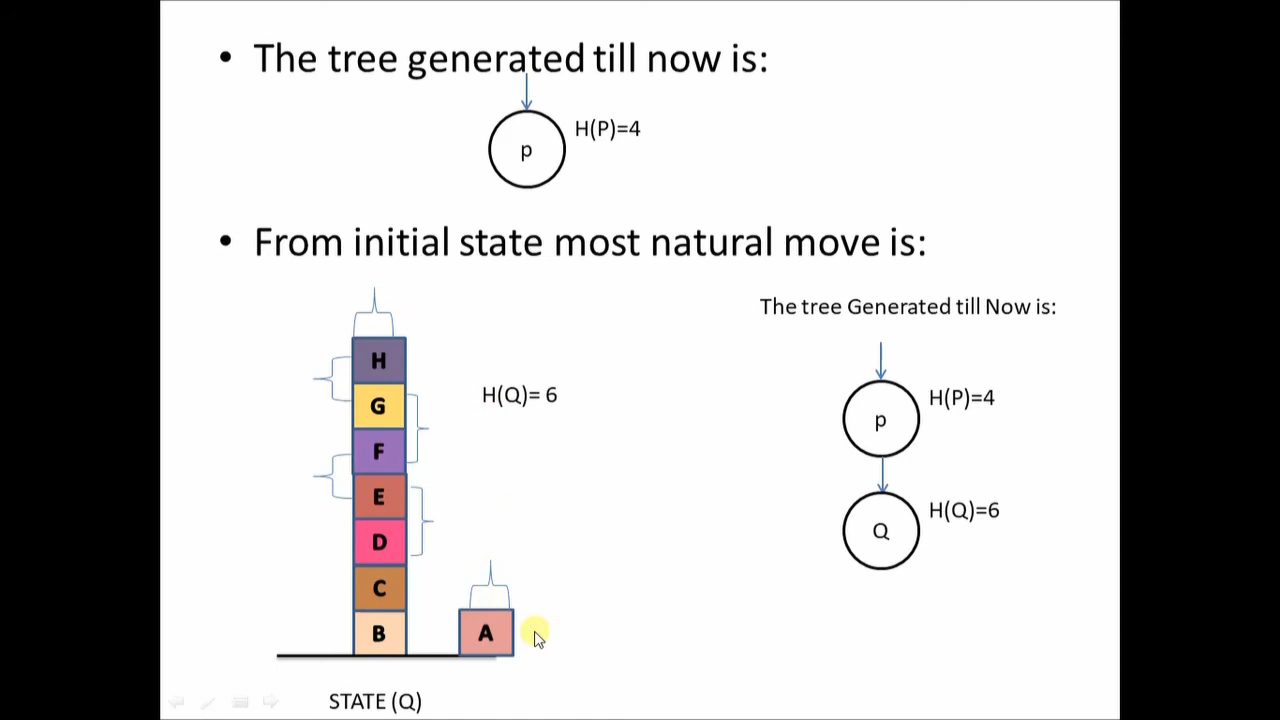 • The tree generated till now is:
H(P)=4
p
• From initial state most natural move is:
The tree Generated till Now is:
H
G
F
E
D
C
B
A
H(Q)= 6
H(P)=4
p
H(Q)=6
Q
STATE (Q)